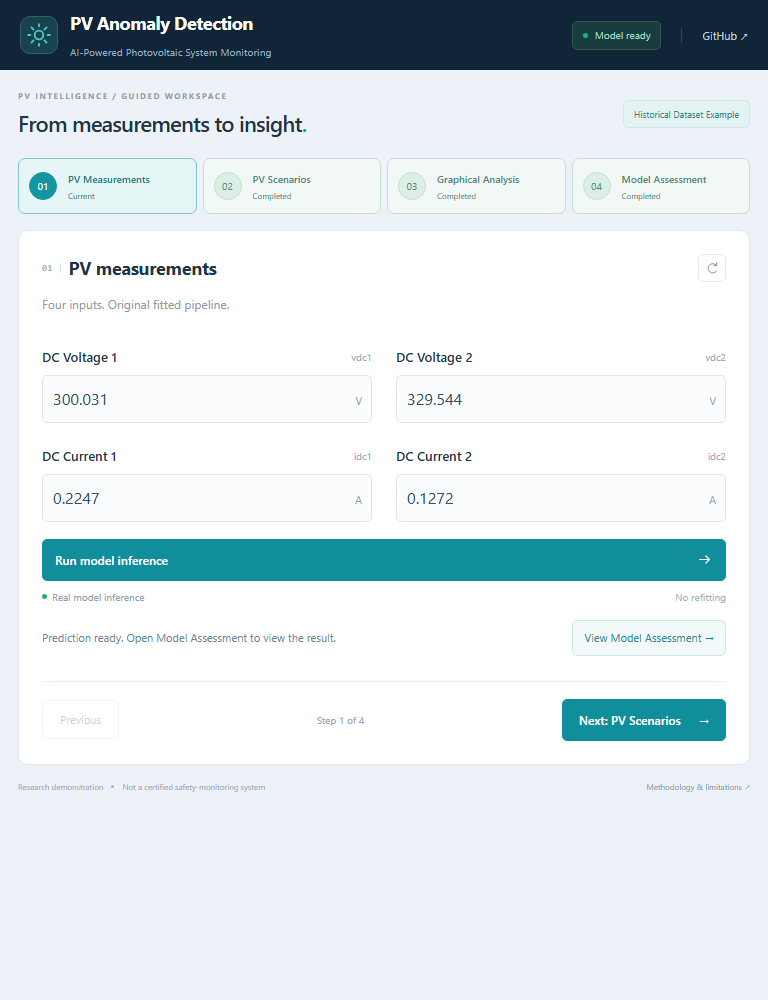 PV Anomaly Detection
AI-Powered Photovoltaic System Monitoring
Model ready
GitHub ↗
PV INTELLIGENCE / GUIDED WORKSPACE
From measurements to insight.
Historical Dataset Example
01
PV Measurements
Current
02
PV Scenarios
Completed
03
Graphical Analysis
Completed
04
Model Assessment
Completed
01
PV measurements
Four inputs. Original fitted pipeline.
DC Voltage 1
vdc1
300.031
V
DC Voltage 2
vdc2
329.544
V
DC Current 1
idc1
0.2247
A
DC Current 2
idc2
0.1272
A
Run model inference →
Real model inference
No refitting
Prediction ready. Open Model Assessment to view the result.
View Model Assessment →
Previous
Step 1 of 4
Next: PV Scenarios →
Research demonstration • Not a certified safety-monitoring system
Methodology & limitations ↗